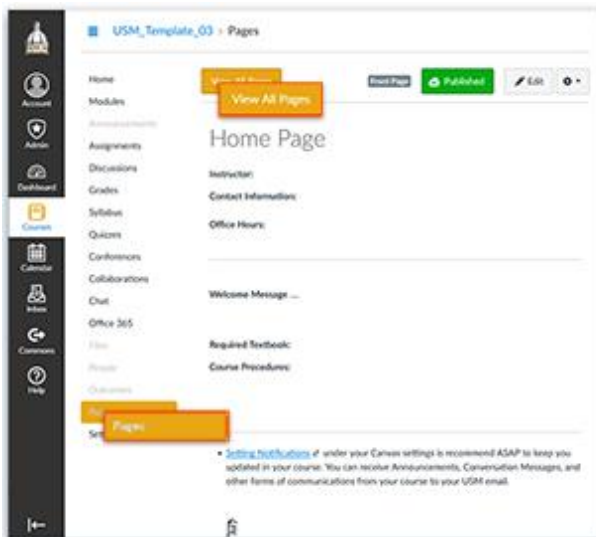 USM_Template_03 › Pages
Account
Admin
Dashboard
Courses
Calendar
Inbox
Commons
Help
Home
Modules
Announcements
Assignments
Discussions
Grades
Syllabus
Quizzes
Conferences
Collaborations
Chat
Office 365
Files
People
Outcomes
Pages
View All Pages
Front Page
Published
Edit
Home Page
Instructor:
Contact Information:
Office Hours:
Welcome Message ...
Required Textbook:
Course Procedures:
Setting Notifications under your Canvas settings is recommend ASAP to keep you
updated in your course. You can receive Announcements, Conversation Messages, and
other forms of communications from your course to your USM email.